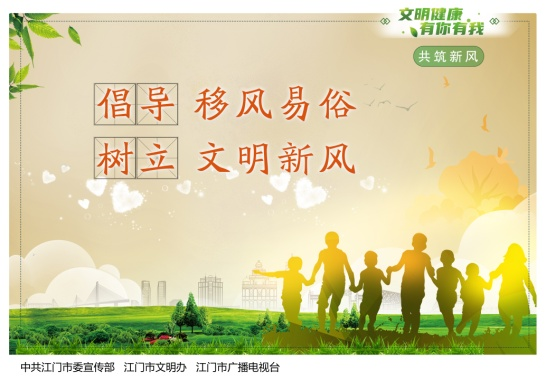 文明健康
有你有我
共筑新风
倡导 移风易俗
树立 文明新风
中共江门市委宣传部 江门市文明办 江门市广播电视台